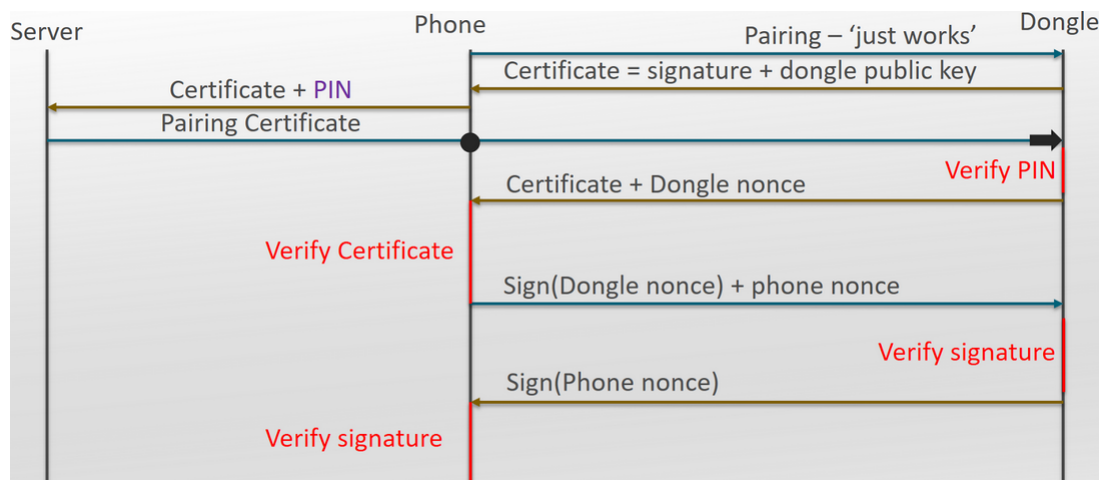 Server
Phone
Dongle
Pairing – ‘just works’
Certificate = signature + dongle public key
Certificate + PIN
Pairing Certificate
Verify PIN
Certificate + Dongle nonce
Verify Certificate
Sign(Dongle nonce) + phone nonce
Verify signature
Sign(Phone nonce)
Verify signature